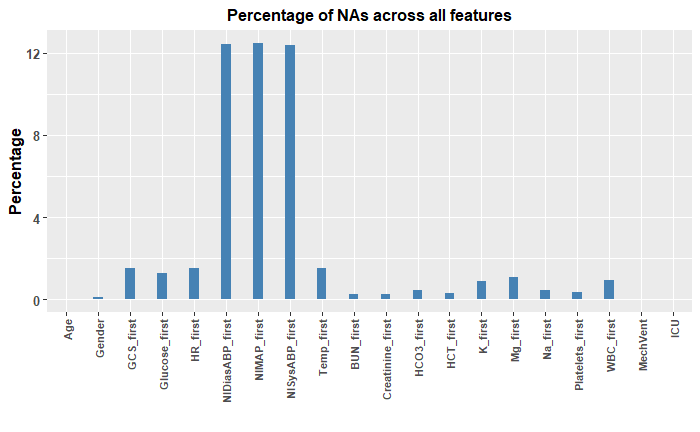 Percentage of NAs across all features
Percentage
12
8
4
0
Age
Gender
GCS_first
Glucose_first
HR_first
NIDiasABP_first
NIMAP_first
NISysABP_first
Temp_first
BUN_first
Creatinine_first
HCO3_first
HCT_first
K_first
Mg_first
Na_first
Platelets_first
WBC_first
MechVent
ICU